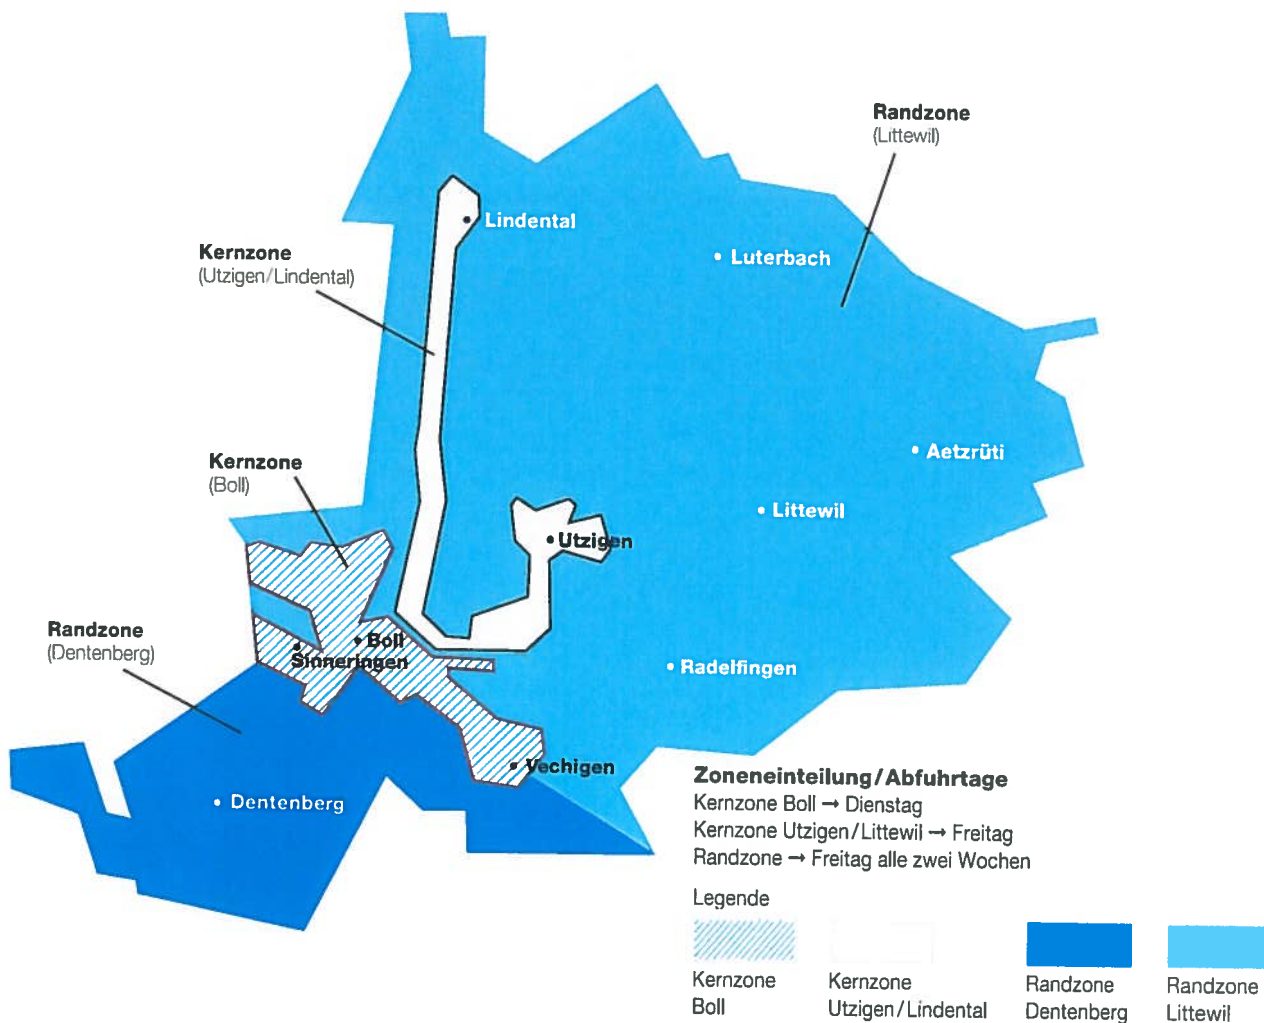 Randzone
(Littewil)
Lindental
Kernzone
(Utzigen/Lindental)
Luterbach
Aetzrüti
Kernzone
(Boll)
Littewil
Utzigen
Randzone
(Dentenberg)
Boll
Sinneringen
Radelfingen
Vechigen
Dentenberg
Zoneneinteilung/Abfuhrtage
Kernzone Boll → Dienstag
Kernzone Utzigen/Littewil → Freitag
Randzone → Freitag alle zwei Wochen
Legende
Kernzone
Boll
Kernzone
Utzigen/Lindental
Randzone
Dentenberg
Randzone
Littewil